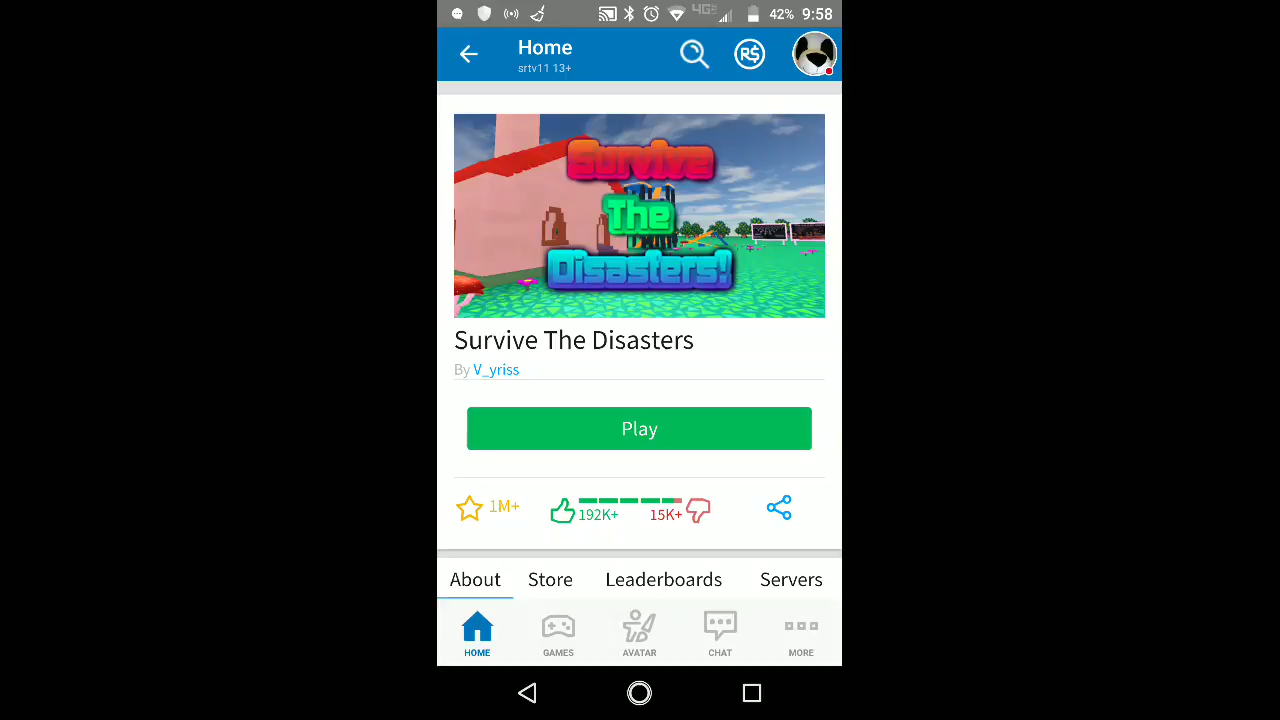 4G 42% 9:58
Home
srtv11 13+
R$
Survive
The
Disasters!
Survive The Disasters
By V_yriss
Play
1M+ 192K+ 15K+
About Store Leaderboards Servers
HOME GAMES AVATAR CHAT MORE